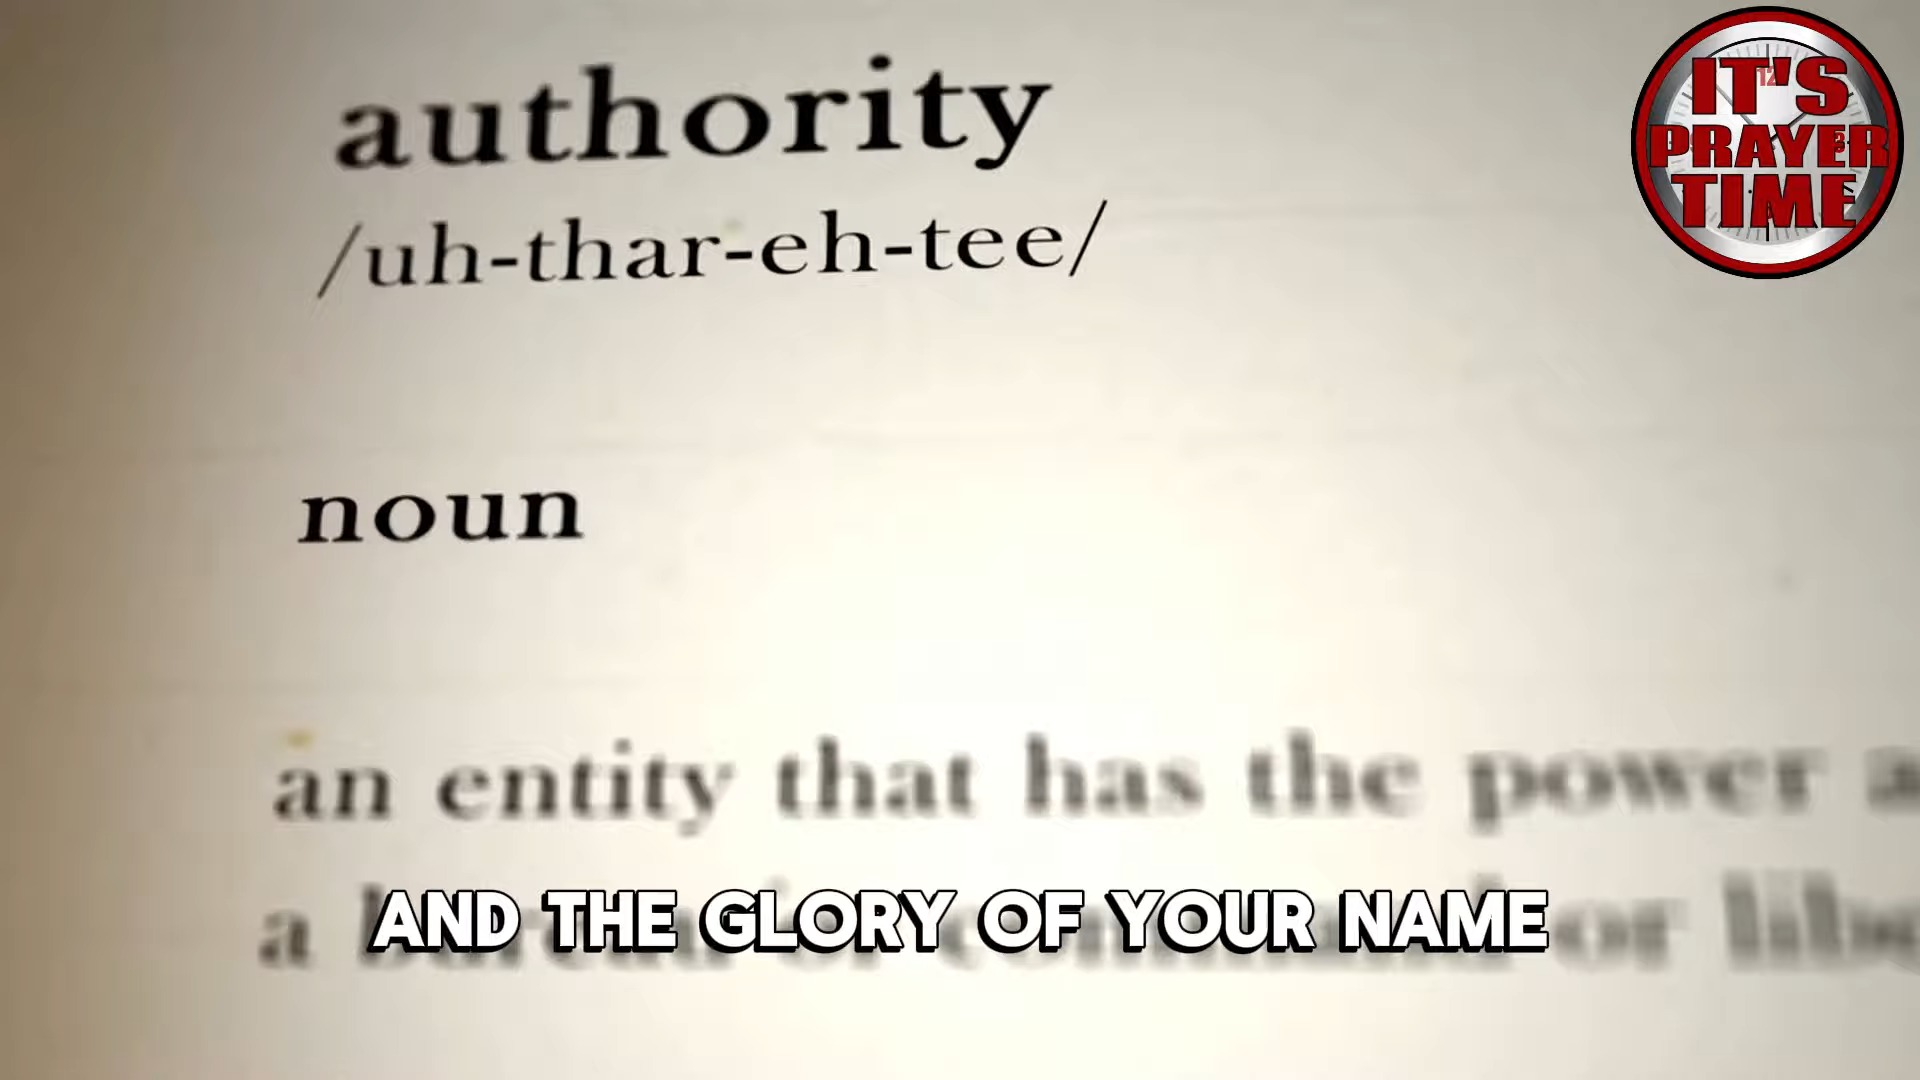 authority
/uh-thar-eh-tee/
noun
an entity that has the power
a
or
AND THE GLORY OF YOUR NAME
IT'S
PRAYER
TIME